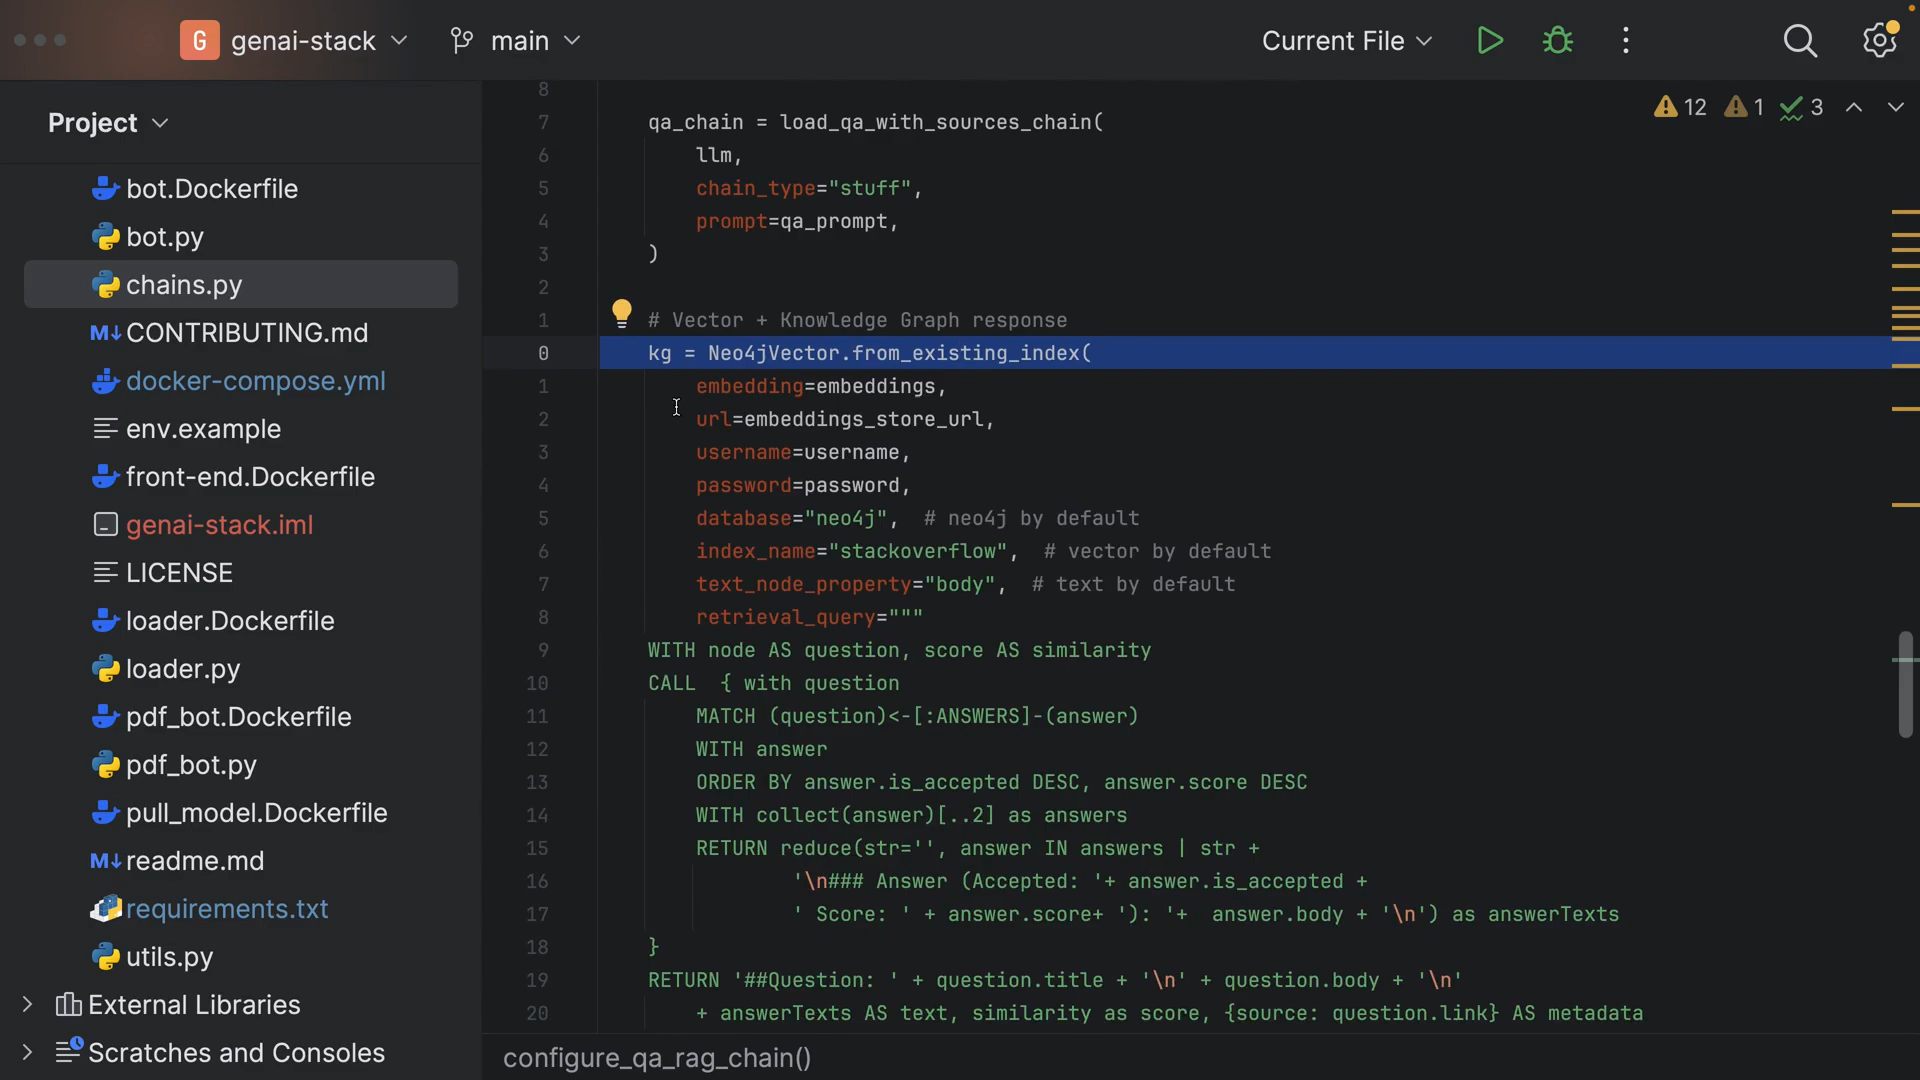 G genai-stack main Current File
Project
bot.Dockerfile
bot.py
chains.py
M↓ CONTRIBUTING.md
docker-compose.yml
env.example
front-end.Dockerfile
genai-stack.iml
LICENSE
loader.Dockerfile
loader.py
pdf_bot.Dockerfile
pdf_bot.py
pull_model.Dockerfile
M↓ readme.md
requirements.txt
utils.py
External Libraries
Scratches and Consoles
12 1 3
8
7 qa_chain = load_qa_with_sources_chain(
6 llm,
5 chain_type="stuff",
4 prompt=qa_prompt,
3 )
2
1 # Vector + Knowledge Graph response
0 kg = Neo4jVector.from_existing_index(
1 embedding=embeddings,
2 url=embeddings_store_url,
3 username=username,
4 password=password,
5 database="neo4j", # neo4j by default
6 index_name="stackoverflow", # vector by default
7 text_node_property="body", # text by default
8 retrieval_query="""
9 WITH node AS question, score AS similarity
10 CALL { with question
11 MATCH (question)<-[:ANSWERS]-(answer)
12 WITH answer
13 ORDER BY answer.is_accepted DESC, answer.score DESC
14 WITH collect(answer)[..2] as answers
15 RETURN reduce(str='', answer IN answers | str +
16 '\n### Answer (Accepted: '+ answer.is_accepted +
17 ' Score: ' + answer.score+ '): '+ answer.body + '\n') as answerTexts
18 }
19 RETURN '##Question: ' + question.title + '\n' + question.body + '\n'
20 + answerTexts AS text, similarity as score, {source: question.link} AS metadata
configure_qa_rag_chain()